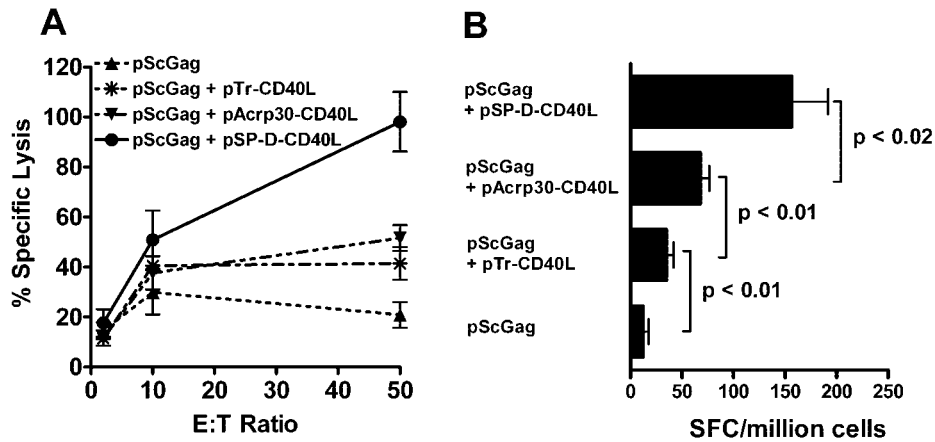 A
120
100
80
60
40
20
0
% Specific Lysis
pScGag
pScGag + pTr-CD40L
pScGag + pAcrp30-CD40L
pScGag + pSP-D-CD40L
0 10 20 30 40 50
E:T Ratio
B
pScGag
+ pSP-D-CD40L
pScGag
+ pAcrp30-CD40L
pScGag
+ pTr-CD40L
pScGag
p < 0.02
p < 0.01
p < 0.01
0 50 100 150 200 250
SFC/million cells